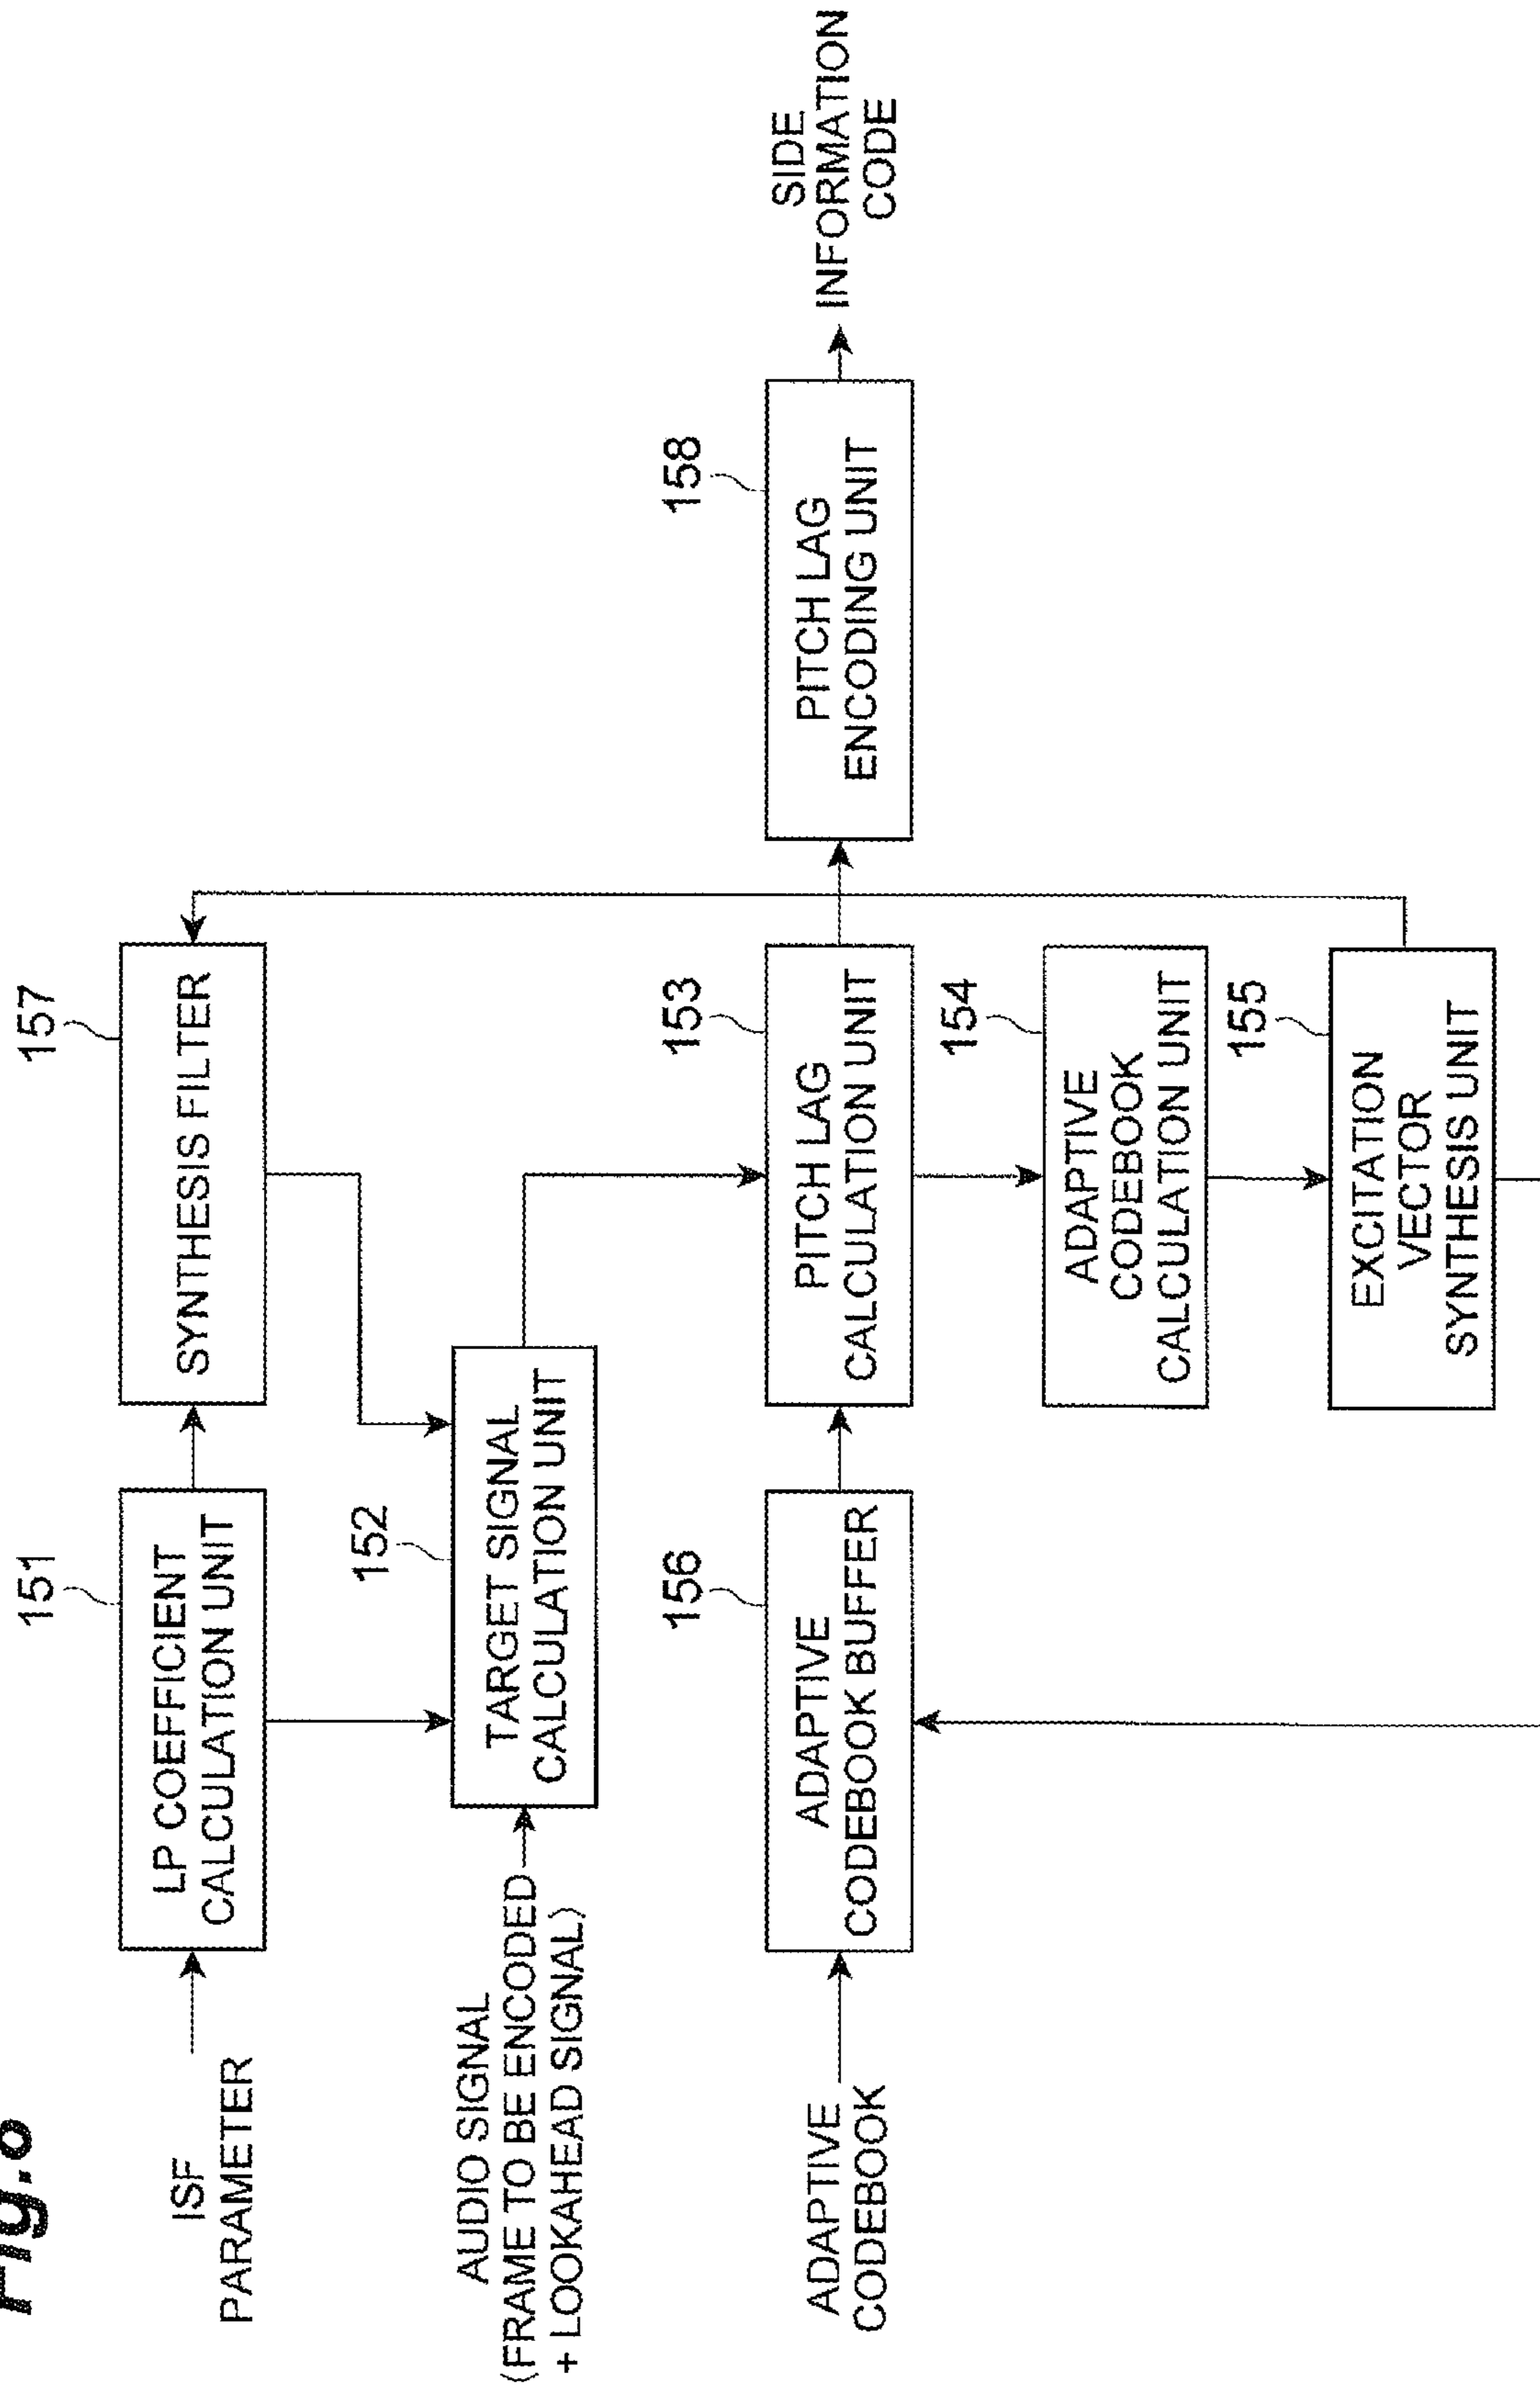 Fig.
ISF
PARAMETER
151
LP COEFFICIENT
CALCULATION UNIT
157
SYNTHESIS FILTER
AUDIO SIGNAL
(FRAME TO BE ENCODED
+ LOOKAHEAD SIGNAL)
152
TARGET SIGNAL
CALCULATION UNIT
ADAPTIVE
CODEBOOK
156
ADAPTIVE
CODEBOOK BUFFER
153
PITCH LAG
CALCULATION UNIT
158
PITCH LAG
ENCODING UNIT
SIDE
INFORMATION
CODE
154
ADAPTIVE
CODEBOOK
CALCULATION UNIT
155
EXCITATION
VECTOR
SYNTHESIS UNIT